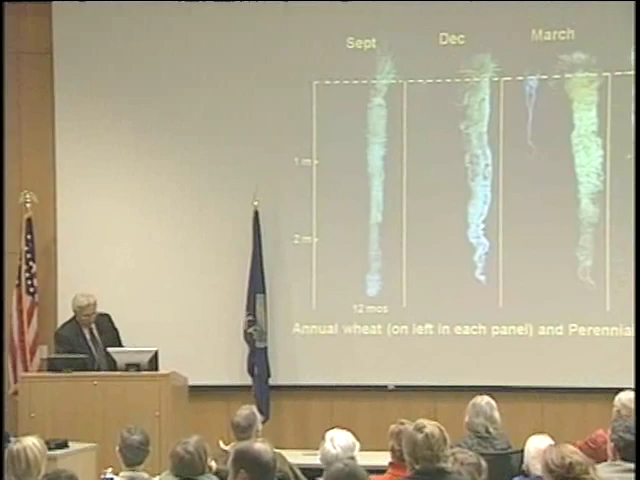 Sept Dec March
1 m
2 m
12 mos
Annual wheat (on left in each panel) and Perennia